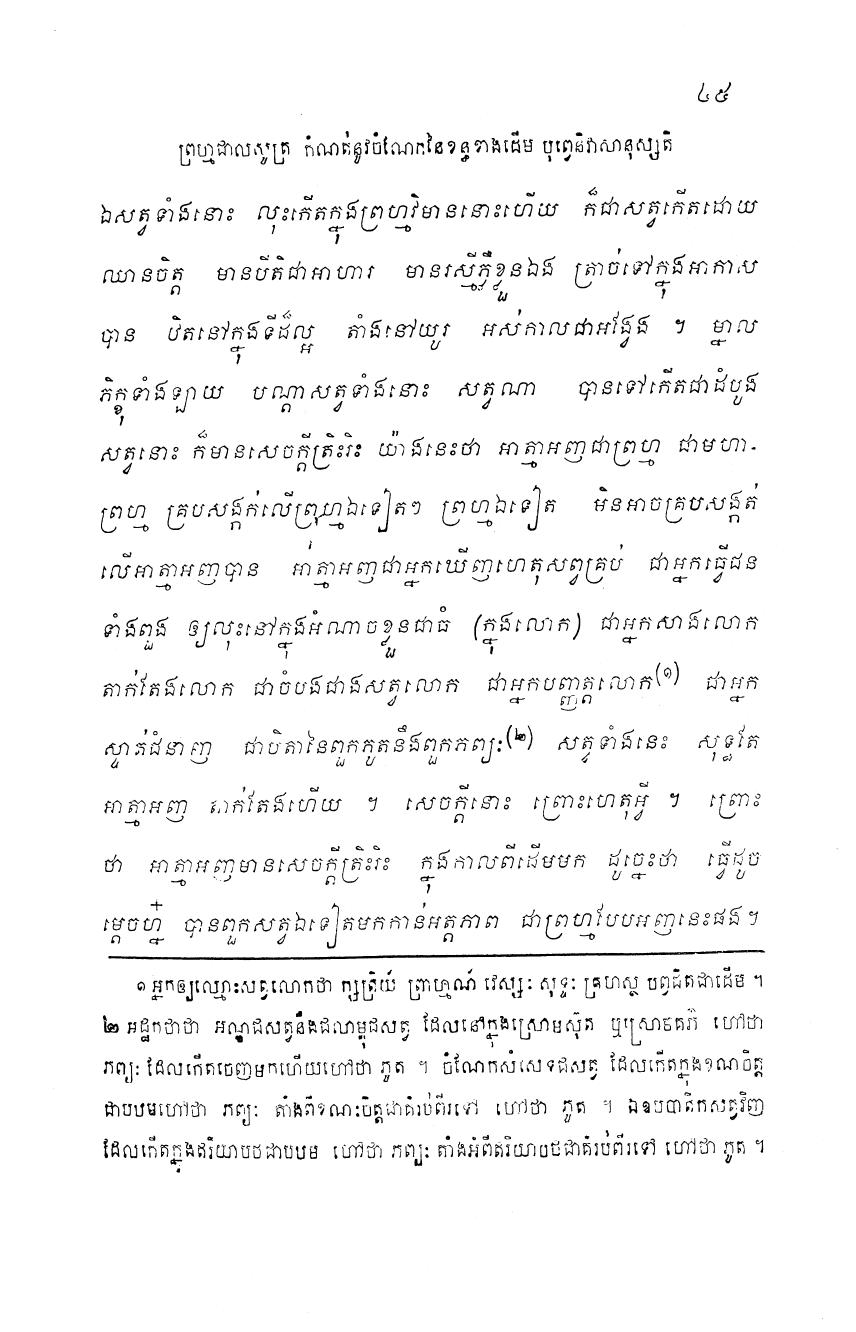 ៤៥
ព្រហ្មជាលសូត្រ កំណត់នូវចំណែកនៃខន្ធខាងដើម បុព្វេនិវាសានុស្សតិ
ឯសត្វទាំងនោះ លុះកើតក្នុងព្រហ្មវិមាននោះហើយ ក៏ជាសត្វកើតដោយ
ឈានចិត្ត មានបីតិជាអាហារ មានរស្មីភ្លឺខ្លួនឯង ត្រាច់ទៅក្នុងអាកាស
បាន ឋិតនៅក្នុងទីដ៏ល្អ តាំងនៅយូរ អស់កាលជាអង្វែង ។ ម្នាល
ភិក្ខុទាំងឡាយ បណ្តាសត្វទាំងនោះ សត្វណា បានទៅកើតជាដំបូង
សត្វនោះ ក៏មានសេចក្តីត្រិះរិះ យ៉ាងនេះថា អាត្មាអញជាព្រហ្ម ជាមហា-
ព្រហ្ម គ្របសង្កត់លើព្រហ្មឯទៀតៗ ព្រហ្មឯទៀត មិនអាចគ្របសង្កត់
លើអាត្មាអញបាន អាត្មាអញជាអ្នកឃើញហេតុសព្វគ្រប់ ជាអ្នកធ្វើជន
ទាំងពួង ឲ្យលុះនៅក្នុងអំណាចខ្លួនជាធំ (ក្នុងលោក) ជាអ្នកសាងលោក
តាក់តែងលោក ជាចំបងជាងសត្វលោក ជាអ្នកបញ្ញត្តលោក(១) ជាអ្នក
ស្ទាត់ជំនាញ ជាបិតានៃពួកភូតនឹងពួកភព្យៈ(២) សត្វទាំងនេះ សុទ្ធតែ
អាត្មាអញ តាក់តែងហើយ ។ សេចក្តីនោះ ព្រោះហេតុអ្វី ។ ព្រោះ
ថា អាត្មាអញមានសេចក្តីត្រិះរិះ ក្នុងកាលពីដើមមក ដូច្នេះថា ធ្វើដូច
ម្តេចហ្ន៎ បានពួកសត្វឯទៀតមកកាន់អត្តភាព ជាព្រហ្មបែបអញនេះផង ។
១ អ្នកឲ្យឈ្មោះសត្វលោកថា ក្សត្រិយ៍ ព្រាហ្មណ៍ វេស្សៈ សុទ្ទៈ គ្រហស្ថ បព្វជិតជាដើម ។
២ អដ្ឋកថាថា អណ្ឌជសត្វនឹងជលាម្ពុជសត្វ ដែលនៅក្នុងស្រោមស៊ុត ឬស្រោចគភ៌ ហៅថា
ភព្យៈ ដែលកើតចេញមកហើយហៅថា ភូត ។ ចំណែកសំសេទជសត្វ ដែលកើតក្នុងខណចិត្ត
ជាបឋមហៅថា ភព្យៈ តាំងពីខណៈចិត្តជាគំរប់ពីរទៅ ហៅថា ភូត ។ ឯឧបបាតិកសត្វវិញ
ដែលកើតក្នុងឥរិយាបថជាបឋម ហៅថា ភព្យៈ តាំងអំពីឥរិយាបថជាគំរប់ពីរទៅ ហៅថា ភូត ។